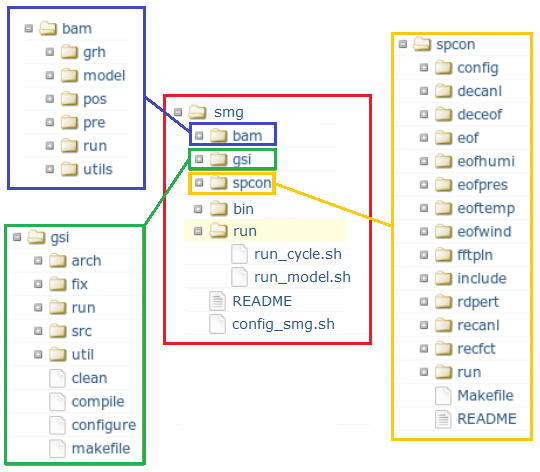 bam
grh
model
pos
pre
run
utils
gsi
arch
fix
run
src
util
clean
compile
configure
makefile
smg
bam
gsi
spcon
bin
run
run_cycle.sh
run_model.sh
README
config_smg.sh
spcon
config
decanl
deceof
eof
eofhumi
eofpres
eoftemp
eofwind
fftpln
include
rdpert
recanl
recfct
run
Makefile
README